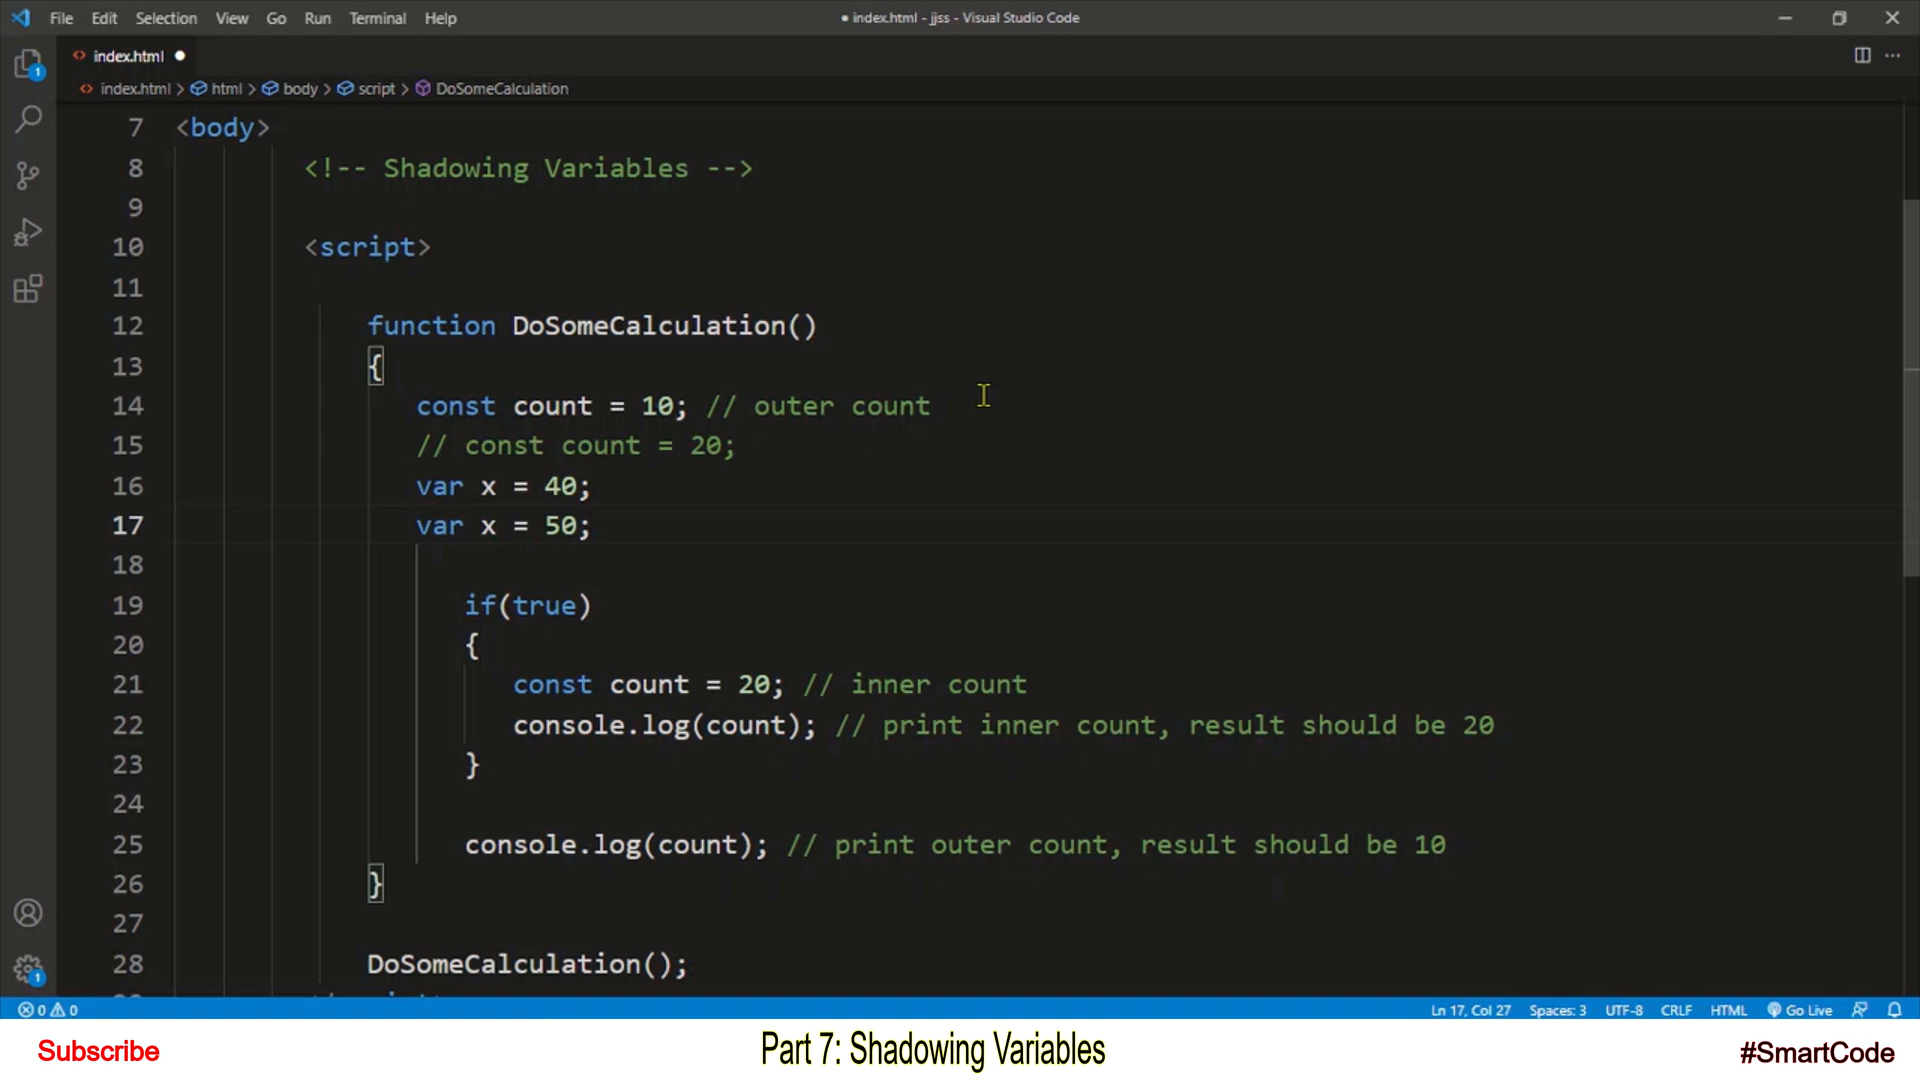 File Edit Selection View Go Run Terminal Help
● index.html - jjss - Visual Studio Code
index.html ●
index.html > html > body > script > DoSomeCalculation
7 <body>
8 <!-- Shadowing Variables -->
9
10 <script>
11
12 function DoSomeCalculation()
13 {
14 const count = 10; // outer count
15 // const count = 20;
16 var x = 40;
17 var x = 50;
18
19 if(true)
20 {
21 const count = 20; // inner count
22 console.log(count); // print inner count, result should be 20
23 }
24
25 console.log(count); // print outer count, result should be 10
26 }
27
28 DoSomeCalculation();
1
1
0 0 Ln 17, Col 27 Spaces: 3 UTF-8 CRLF HTML Go Live
Subscribe
Part 7: Shadowing Variables
#SmartCode